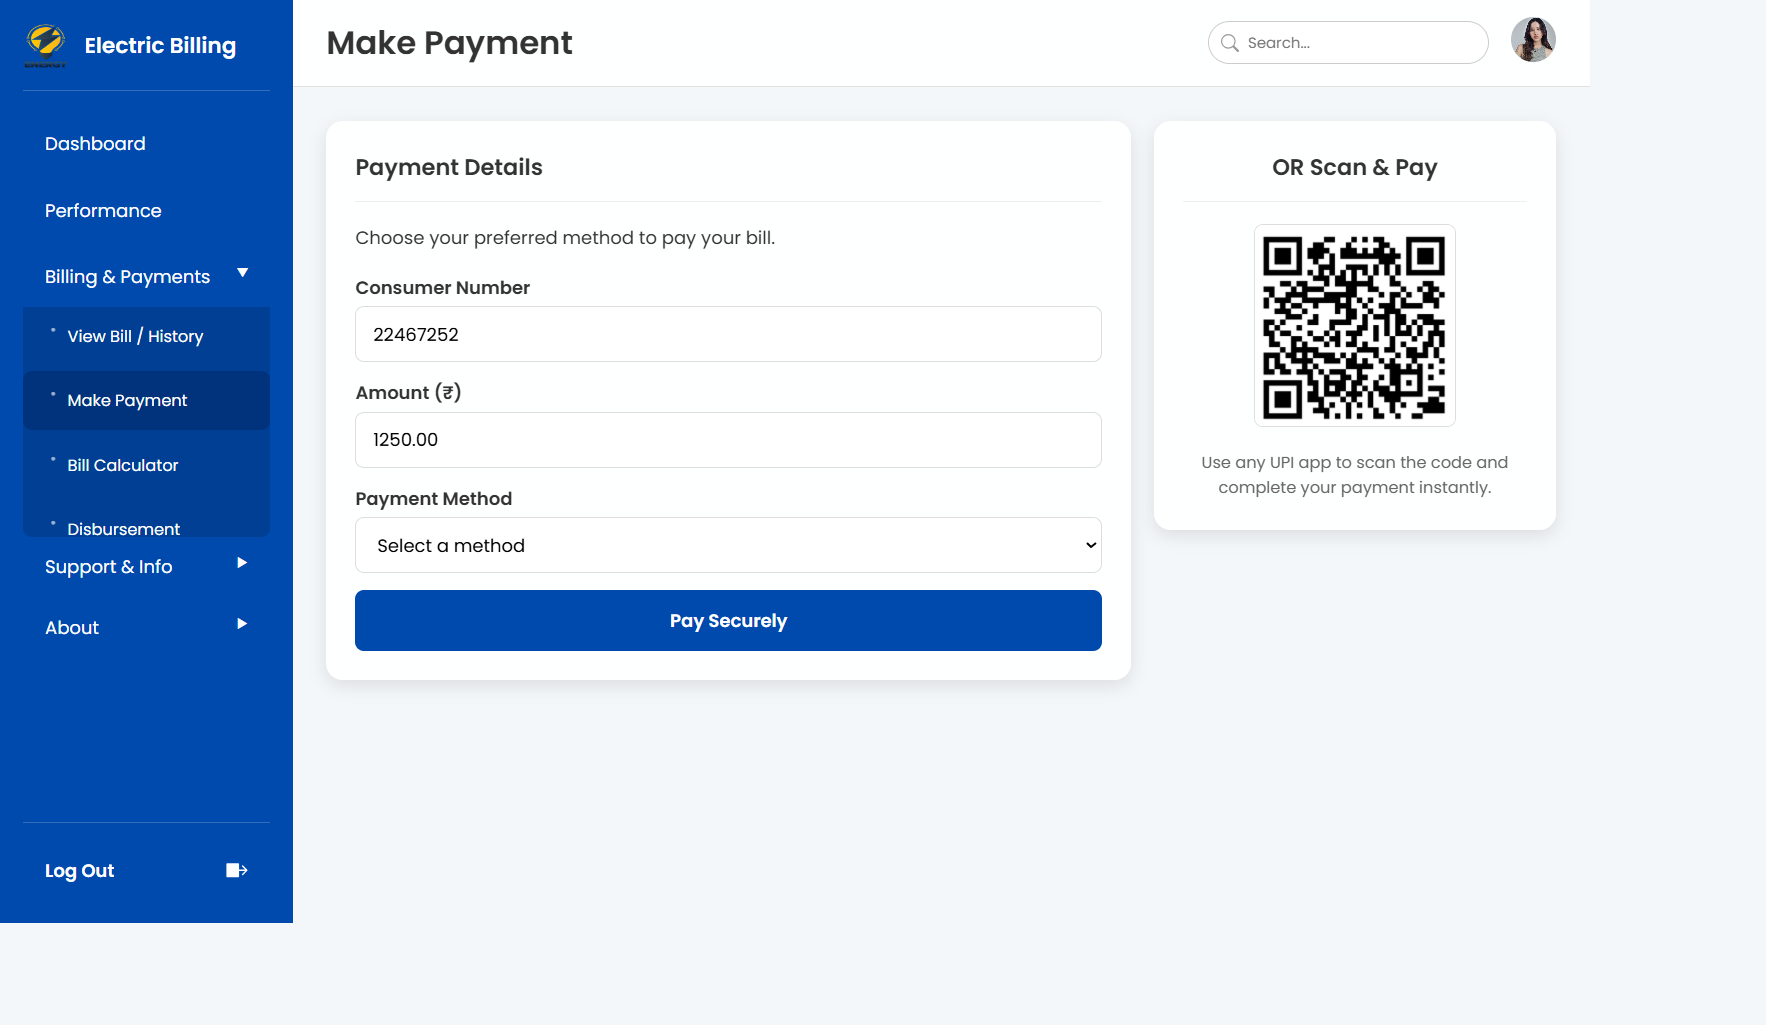 Electric Billing
Dashboard
Performance
Billing & Payments
View Bill / History
Make Payment
Bill Calculator
Disbursement
Support & Info
About
Log Out
Make Payment
Search...
Payment Details
Choose your preferred method to pay your bill.
Consumer Number
22467252
Amount (₹)
1250.00
Payment Method
Select a method
Pay Securely
OR Scan & Pay
Use any UPI app to scan the code and
complete your payment instantly.